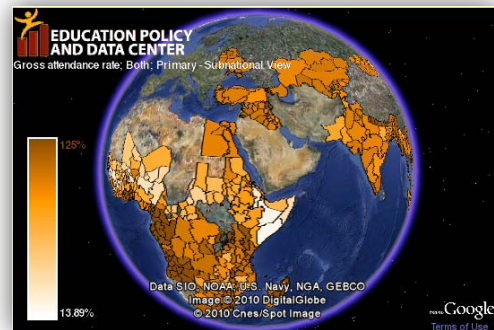 EDUCATION POLICY
AND DATA CENTER
Gross attendance rate; Both; Primary - Subnational View
125%
13.89%
Data SIO, NOAA, U.S. Navy, NGA, GEBCO
Image © 2010 DigitalGlobe
© 2010 Cnes/Spot Image
Google
Terms of Use